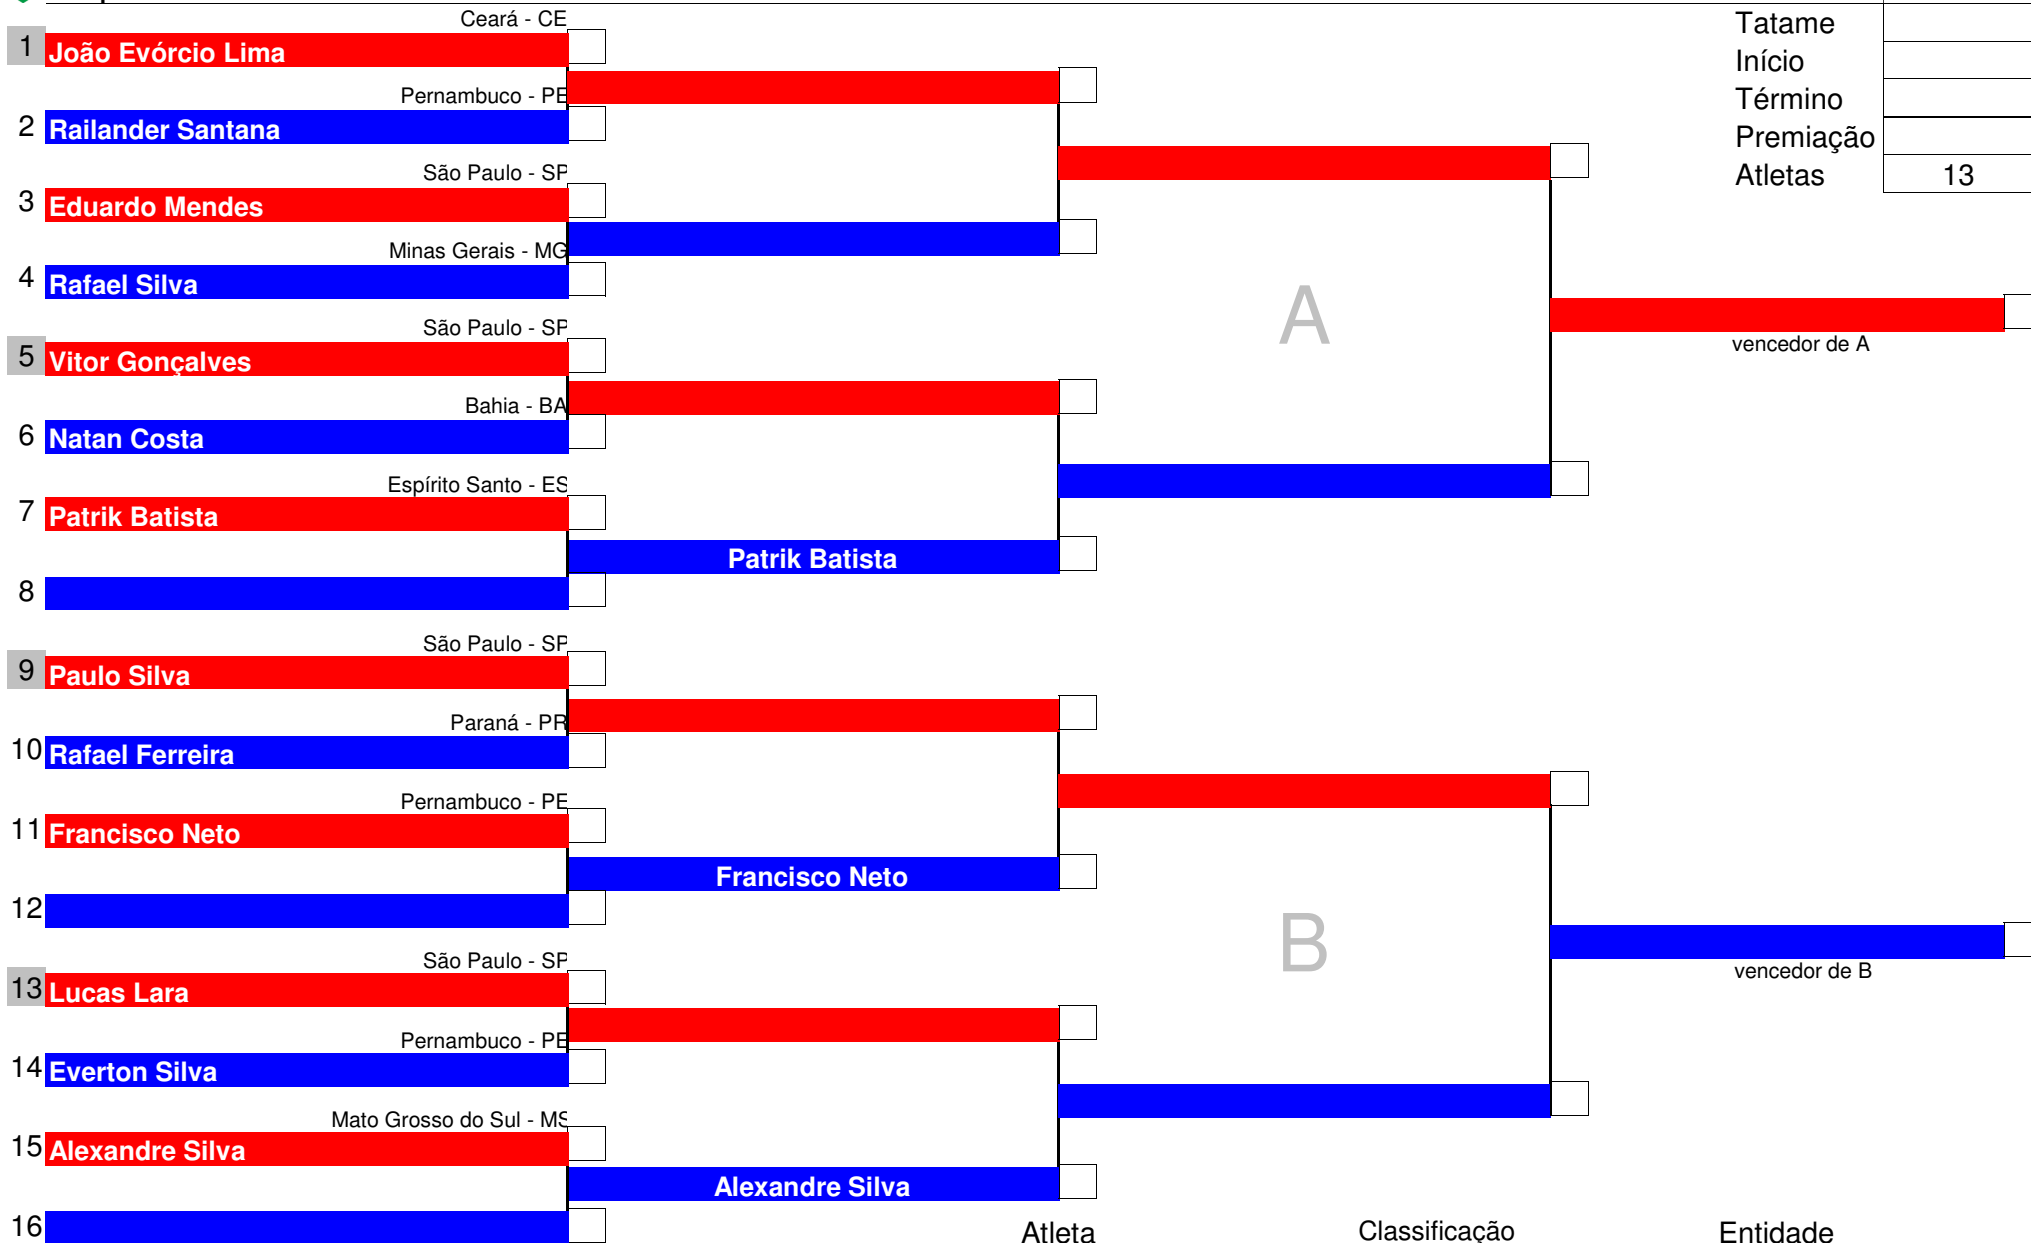 Ceará - CE
1 João Evórcio Lima
Pernambuco - PE
2 Railander Santana
São Paulo - SP
3 Eduardo Mendes
Minas Gerais - MG
4 Rafael Silva
São Paulo - SP
5 Vitor Gonçalves
Bahia - BA
6 Natan Costa
Espírito Santo - ES
7 Patrik Batista
Patrik Batista
8
São Paulo - SP
9 Paulo Silva
Paraná - PR
10 Rafael Ferreira
Pernambuco - PE
11 Francisco Neto
Francisco Neto
12
São Paulo - SP
13 Lucas Lara
Pernambuco - PE
14 Everton Silva
Mato Grosso do Sul - MS
15 Alexandre Silva
Alexandre Silva
16
A
B
Tatame
Início
Término
Premiação
Atletas 13
vencedor de A
vencedor de B
Atleta Classificação Entidade